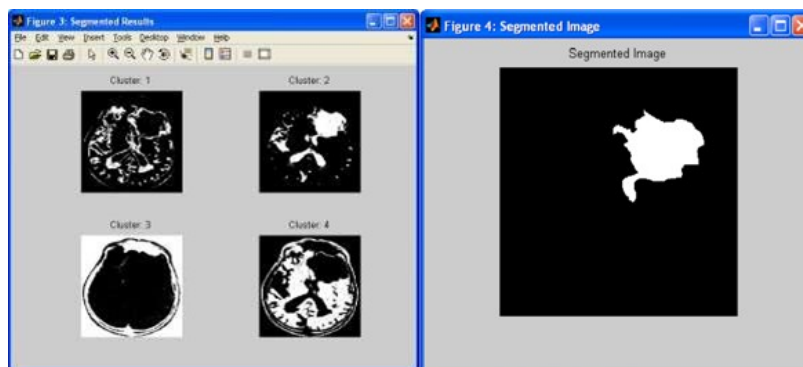 Figure 3: Segmented Results
File Edit View Insert Tools Desktop Window Help
Cluster: 1
Cluster: 2
Cluster: 3
Cluster: 4
Figure 4: Segmented Image
Segmented Image